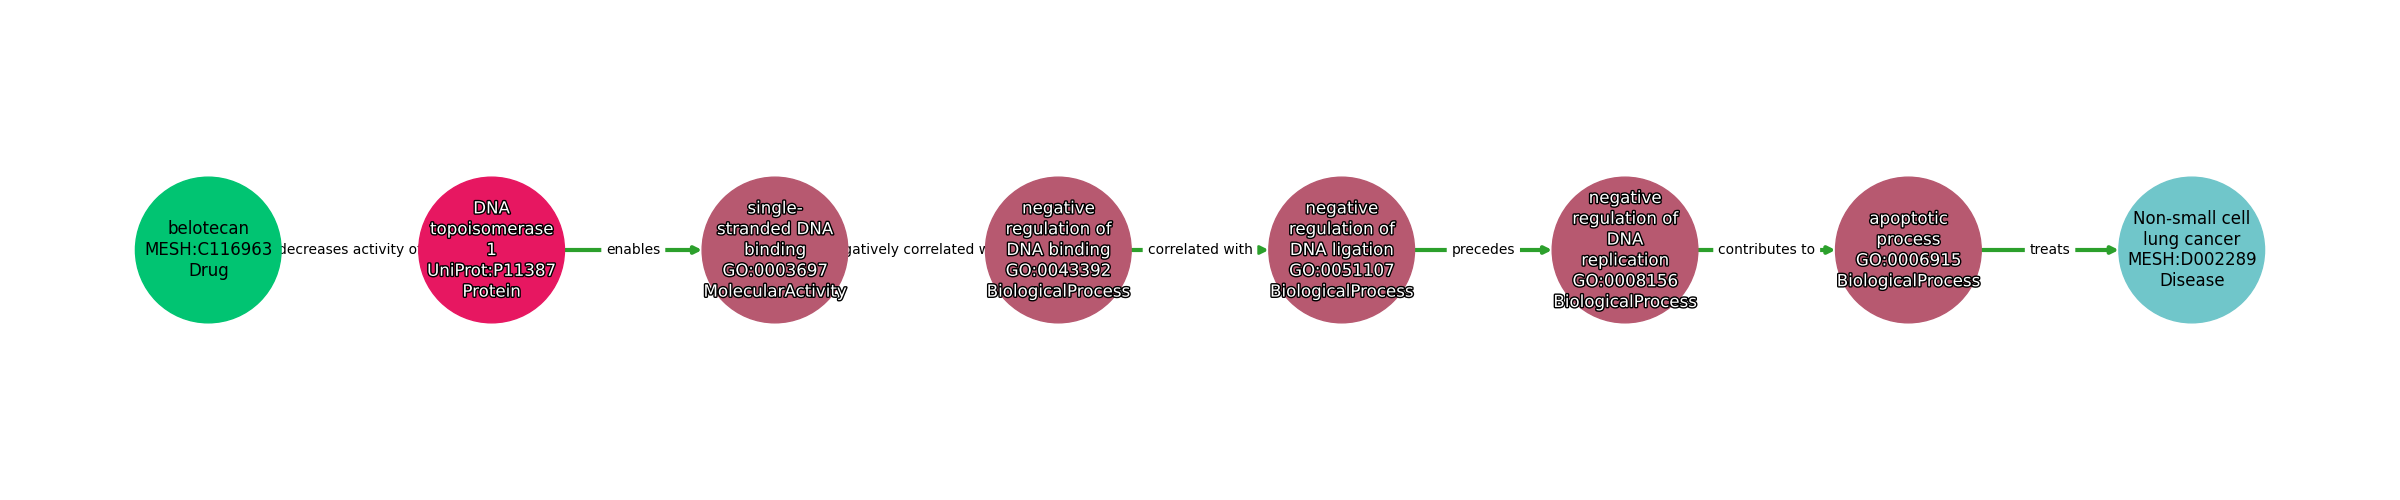 belotecan
MESH:C116963
Drug
decreases activity of
DNA
topoisomerase
1
UniProt:P11387
Protein
enables
single-
stranded DNA
binding
GO:0003697
MolecularActivity
gatively correlated w
negative
regulation of
DNA binding
GO:0043392
BiologicalProcess
correlated with
negative
regulation of
DNA ligation
GO:0051107
BiologicalProcess
precedes
negative
regulation of
DNA
replication
GO:0008156
BiologicalProcess
contributes to
apoptotic
process
GO:0006915
BiologicalProcess
treats
Non-small cell
lung cancer
MESH:D002289
Disease